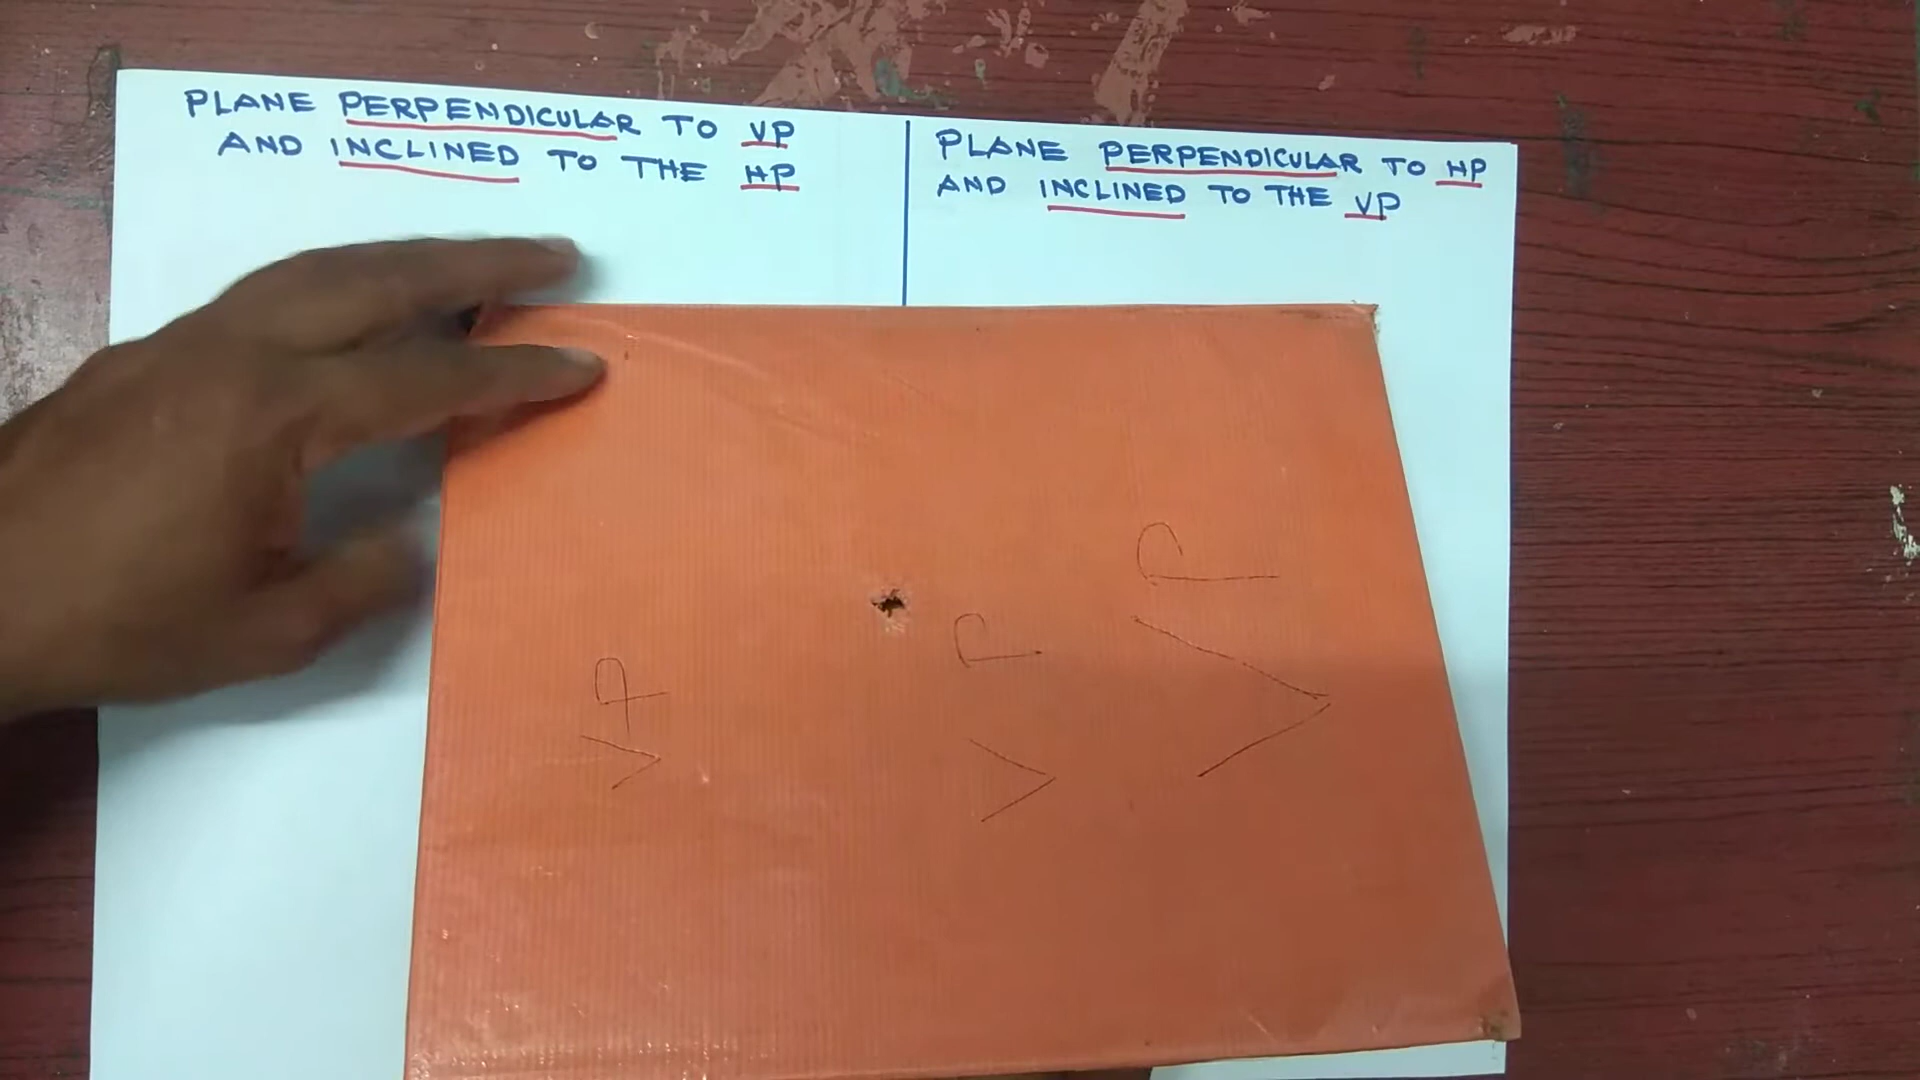 PLANE PERPENDICULAR TO VP
AND INCLINED TO THE HP
PLANE PERPENDICULAR TO HP
AND INCLINED TO THE VP
VP
VP
VP